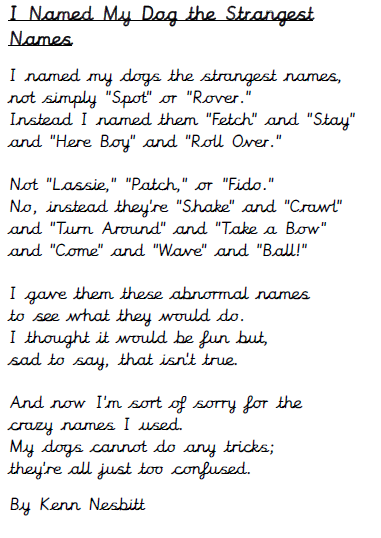 I Named My Dog the Strangest
Names
I named my dogs the strangest names,
not simply "Spot" or "Rover."
Instead I named them "Fetch" and "Stay"
and "Here Boy" and "Roll Over."
Not "Lassie," "Patch," or "Fido."
No, instead they're "Shake" and "Crawl"
and "Turn Around" and "Take a Bow"
and "Come" and "Wave" and "Ball!"
I gave them these abnormal names
to see what they would do.
I thought it would be fun but,
sad to say, that isn't true.
And now I'm sort of sorry for the
crazy names I used.
My dogs cannot do any tricks;
they're all just too confused.
By Kenn Nesbitt